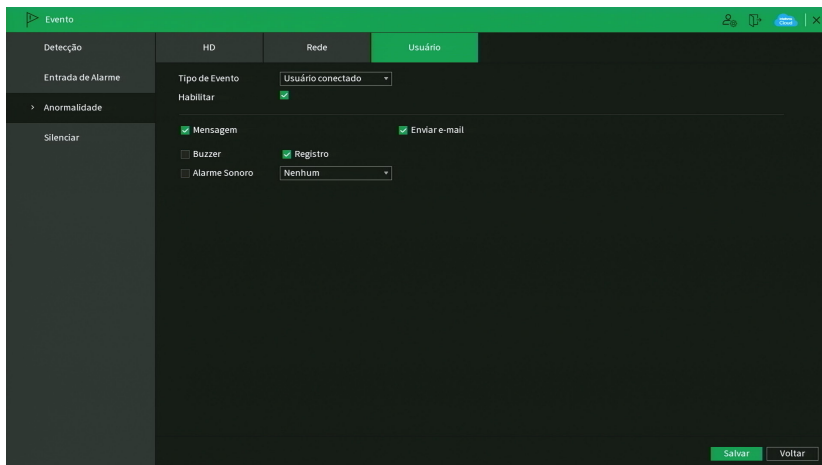 Evento
Detecção
Entrada de Alarme
> Anormalidade
Silenciar
HD
Rede
Usuário
Tipo de Evento
Usuário conectado
Habilitar
Mensagem
Enviar e-mail
Buzzer
Registro
Alarme Sonoro
Nenhum
Salvar
Voltar